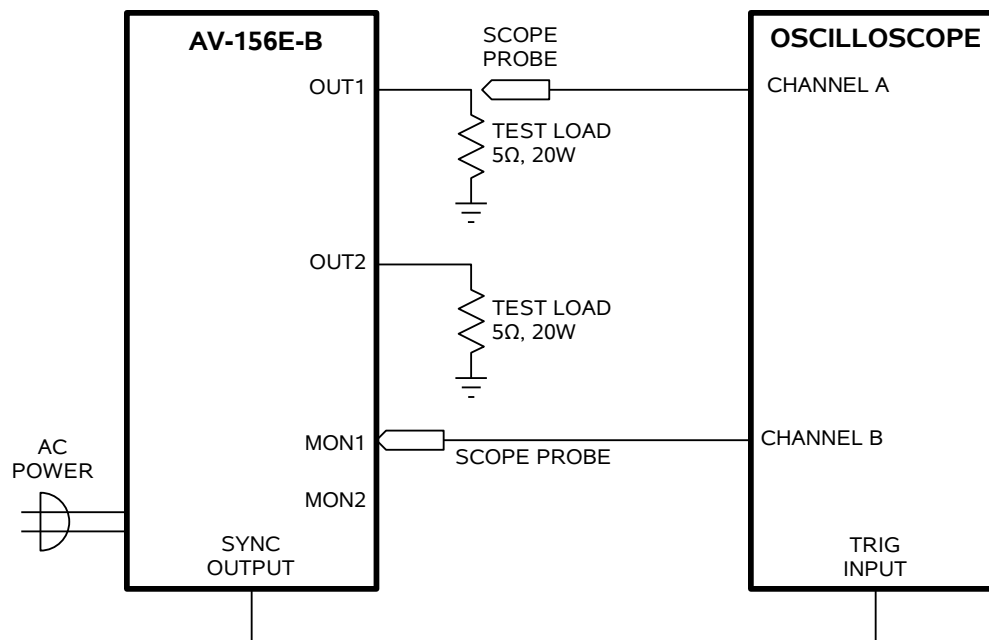 AV-156E-B
OUT1
SCOPE
PROBE
OSCILLOSCOPE
CHANNEL A
TEST LOAD
5Ω, 20W
OUT2
TEST LOAD
5Ω, 20W
MON1
SCOPE PROBE
CHANNEL B
AC
POWER
MON2
SYNC
OUTPUT
TRIG
INPUT